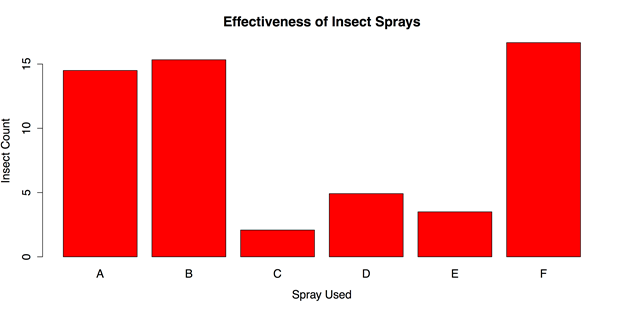 Effectiveness of Insect Sprays
Insect Count
15
10
5
0
A B C D E F
Spray Used